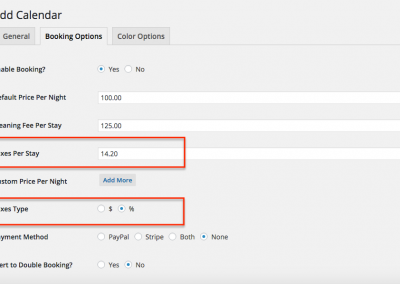 dd Calendar
General Booking Options Color Options
able Booking? Yes No
efault Price Per Night 100.00
eaning Fee Per Stay 125.00
xes Per Stay 14.20
ustom Price Per Night Add More
xes Type $ %
ayment Method PayPal Stripe Both None
ert to Double Booking? Yes No